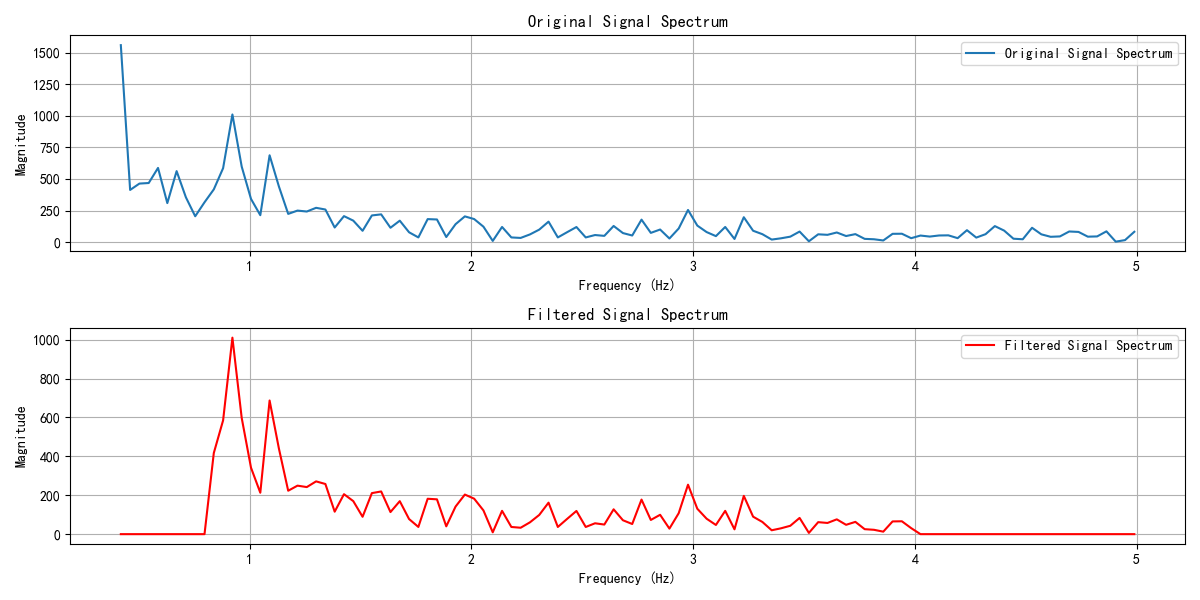 Original Signal Spectrum
Original Signal Spectrum
Magnitude
1500
1250
1000
750
500
250
0
1 2 3 4 5
Frequency (Hz)
Filtered Signal Spectrum
Filtered Signal Spectrum
Magnitude
1000
800
600
400
200
0
1 2 3 4 5
Frequency (Hz)